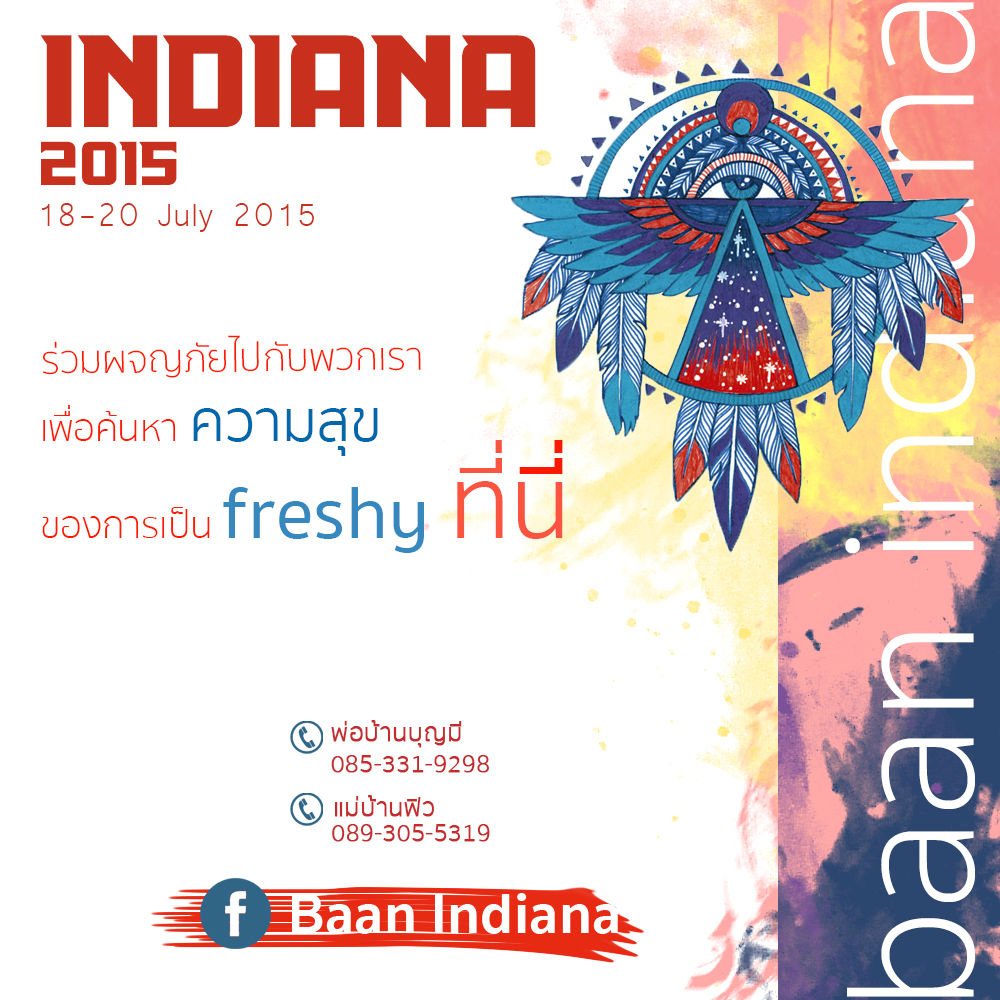 INDIANA
2015
18-20 July 2015
ร่วมผจญภัยไปกับพวกเรา
เพื่อค้นหา ความสุข
ของการเป็น freshy ที่นี่
พ่อบ้านบุญมี
085-331-9298
แม่บ้านฟิว
089-305-5319
f Baan Indiana
baan indiana